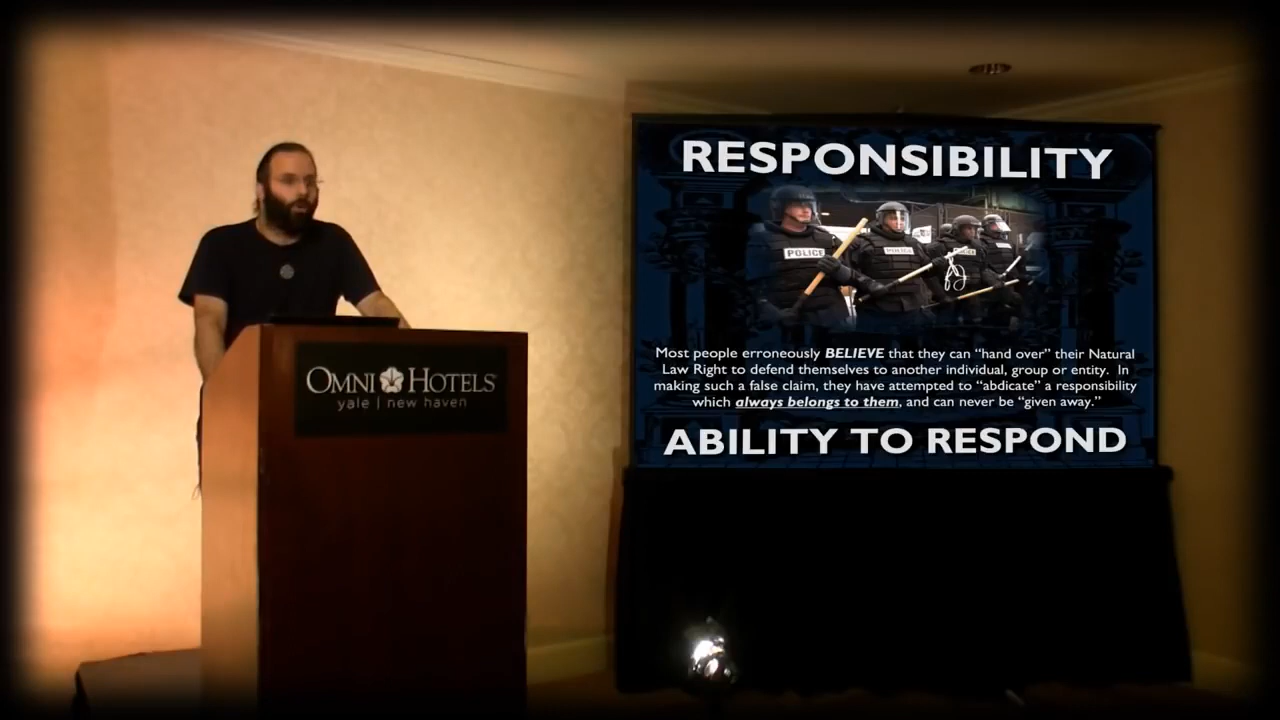 RESPONSIBILITY
POLICE
POLICE
Most people erroneously BELIEVE that they can “hand over” their Natural
Law Right to defend themselves to another individual, group or entity. In
making such a false claim, they have attempted to “abdicate” a responsibility
which always belongs to them, and can never be “given away.”
ABILITY TO RESPOND
OMNI HOTELS
yale | new haven